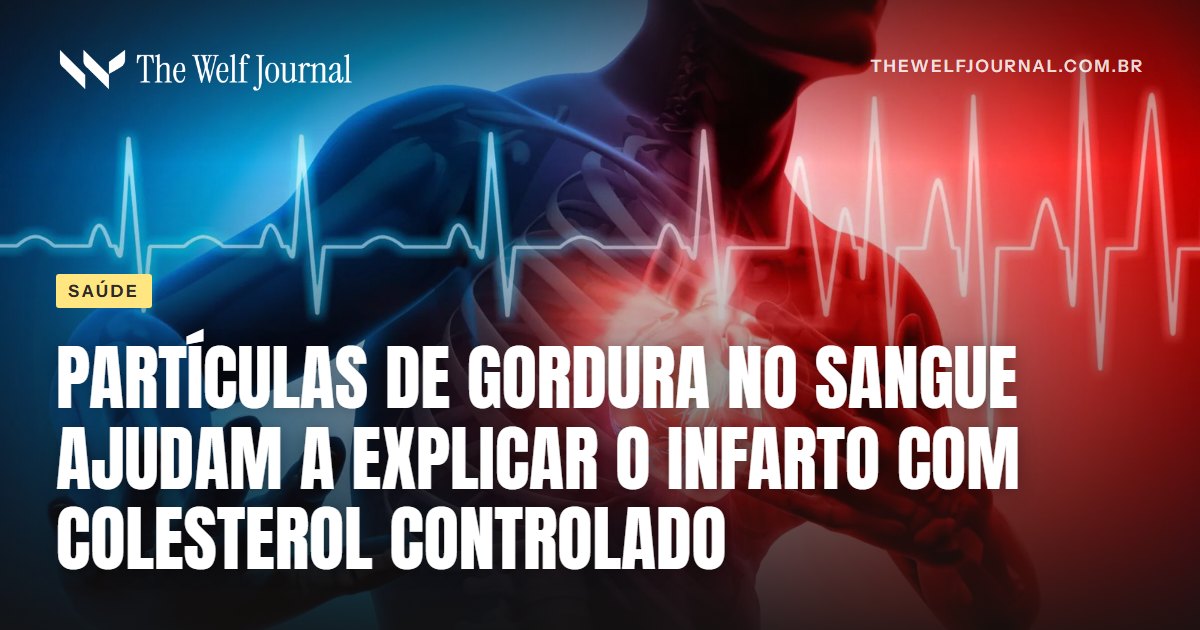 The Welf Journal
THEWELFJOURNAL.COM.BR
SAÚDE
PARTÍCULAS DE GORDURA NO SANGUE
AJUDAM A EXPLICAR O INFARTO COM
COLESTEROL CONTROLADO